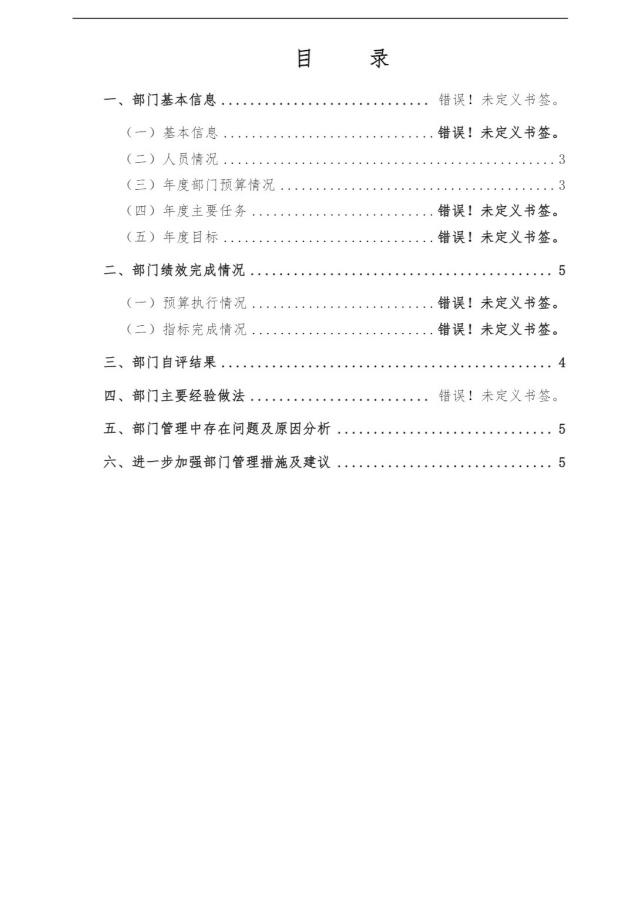 目 录
一、部门基本信息............................错误！未定义书签。
（一）基本信息............................错误！未定义书签。
（二）人员情况..............................................3
（三）年度部门预算情况......................................3
（四）年度主要任务........................错误！未定义书签。
（五）年度目标............................错误！未定义书签。
二、部门绩效完成情况........................................5
（一）预算执行情况........................错误！未定义书签。
（二）指标完成情况........................错误！未定义书签。
三、部门自评结果............................................4
四、部门主要经验做法........................错误！未定义书签。
五、部门管理中存在问题及原因分析............................5
六、进一步加强部门管理措施及建议............................5